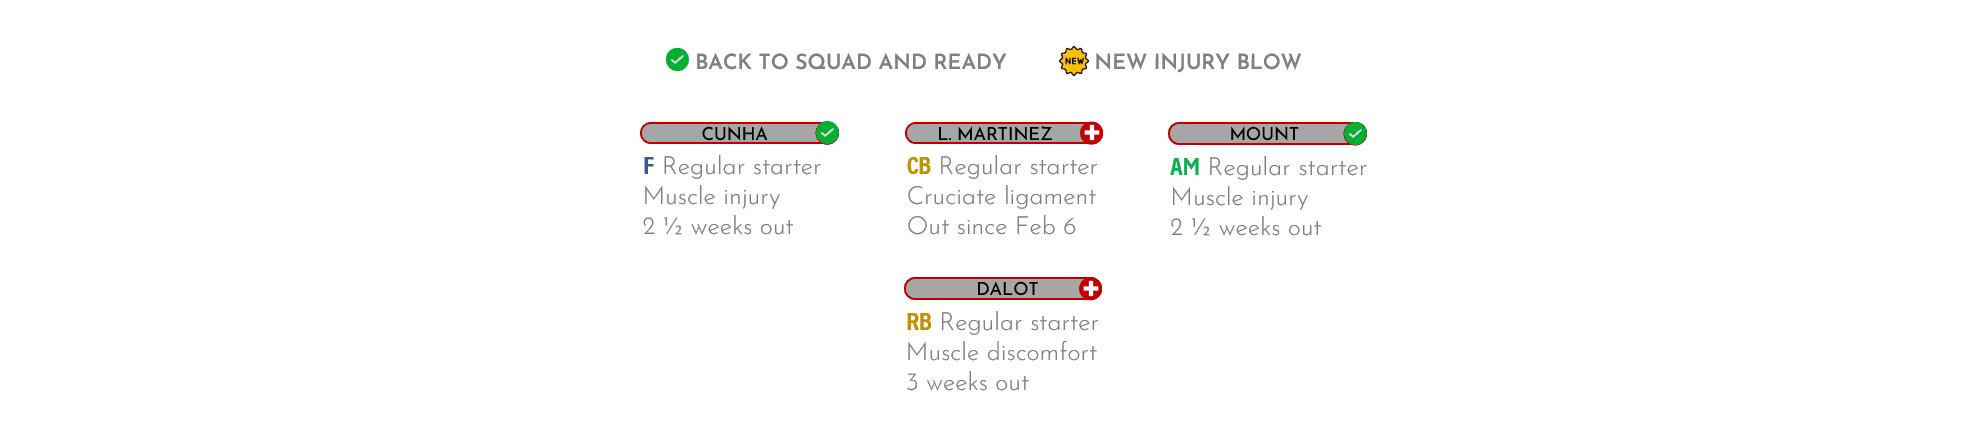 BACK TO SQUAD AND READY
NEW NEW INJURY BLOW
CUNHA
F Regular starter
Muscle injury
2 ½ weeks out
L. MARTINEZ
CB Regular starter
Cruciate ligament
Out since Feb 6
MOUNT
AM Regular starter
Muscle injury
2 ½ weeks out
DALOT
RB Regular starter
Muscle discomfort
3 weeks out